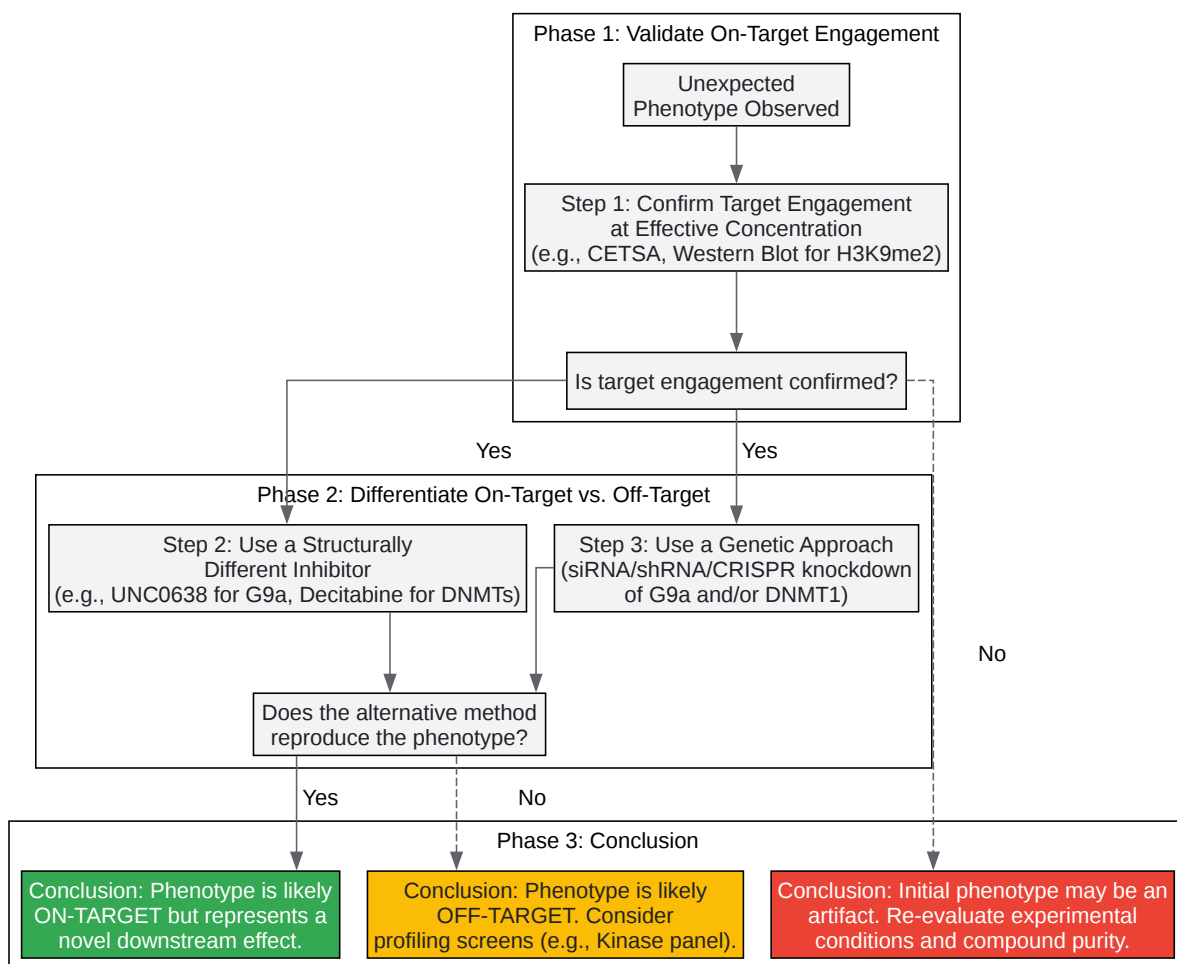 Phase 1: Validate On-Target Engagement
Unexpected
Phenotype Observed
Step 1: Confirm Target Engagement
at Effective Concentration
(e.g., CETSA, Western Blot for H3K9me2)
Is target engagement confirmed?
Yes
Yes
Phase 2: Differentiate On-Target vs. Off-Target
Step 2: Use a Structurally
Different Inhibitor
(e.g., UNC0638 for G9a, Decitabine for DNMTs)
Step 3: Use a Genetic Approach
(siRNA/shRNA/CRISPR knockdown
of G9a and/or DNMT1)
No
Does the alternative method
reproduce the phenotype?
Yes
No
Phase 3: Conclusion
Conclusion: Phenotype is likely
ON-TARGET but represents a
novel downstream effect.
Conclusion: Phenotype is likely
OFF-TARGET. Consider
profiling screens (e.g., Kinase panel).
Conclusion: Initial phenotype may be an
artifact. Re-evaluate experimental
conditions and compound purity.